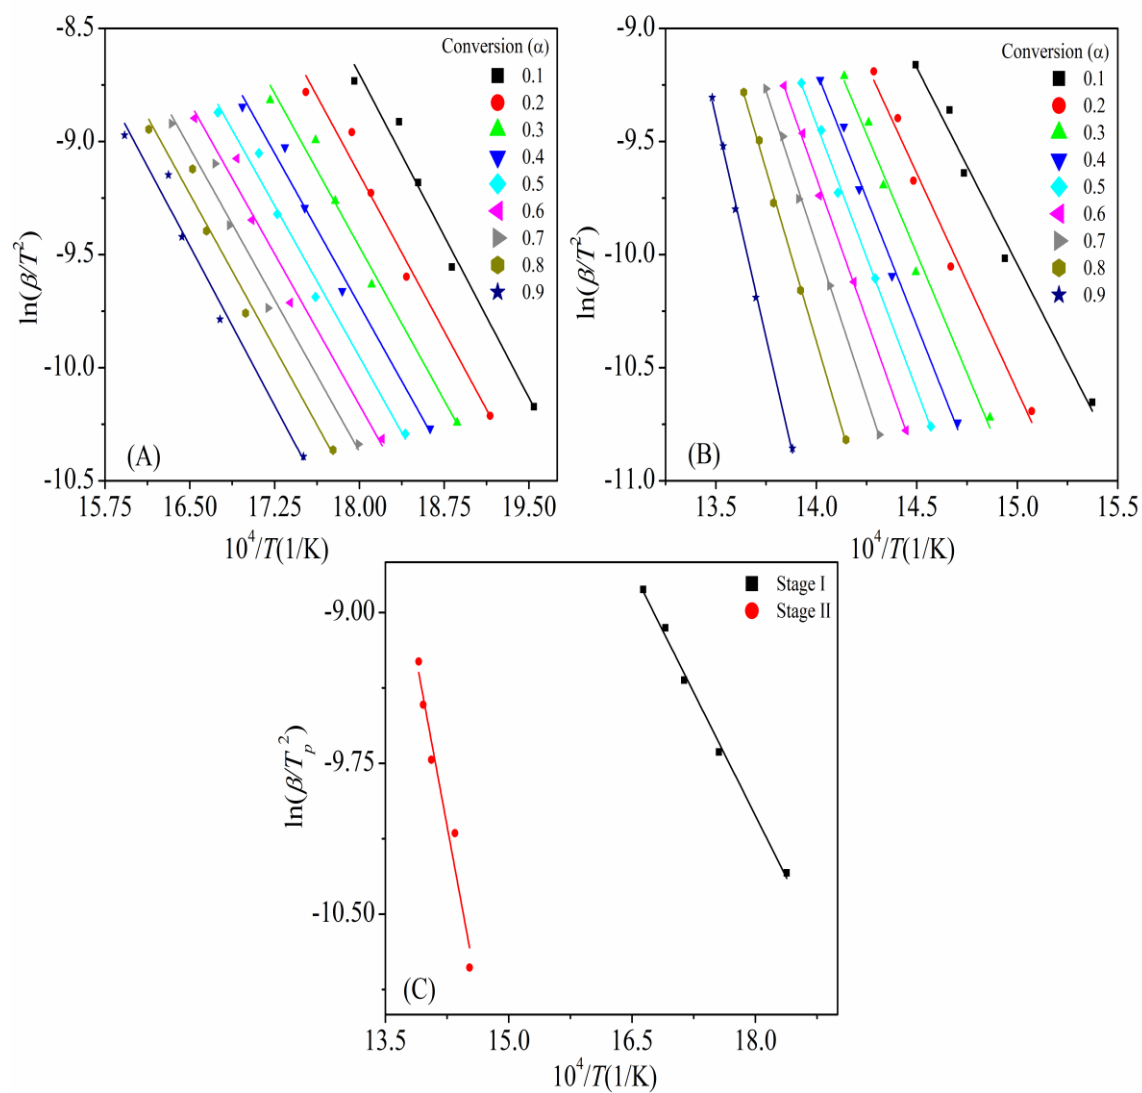 -8.5
-9.0
-9.5
-10.0
-10.5
ln(β/T²)
Conversion (α)
0.1
0.2
0.3
0.4
0.5
0.6
0.7
0.8
0.9
(A)
15.75 16.50 17.25 18.00 18.75 19.50
10⁴/T(1/K)
-9.0
-9.5
-10.0
-10.5
-11.0
ln(β/T²)
Conversion (α)
0.1
0.2
0.3
0.4
0.5
0.6
0.7
0.8
0.9
(B)
13.5 14.0 14.5 15.0 15.5
10⁴/T(1/K)
-9.00
-9.75
-10.50
ln(β/Tₚ²)
Stage I
Stage II
(C)
13.5 15.0 16.5 18.0
10⁴/T(1/K)